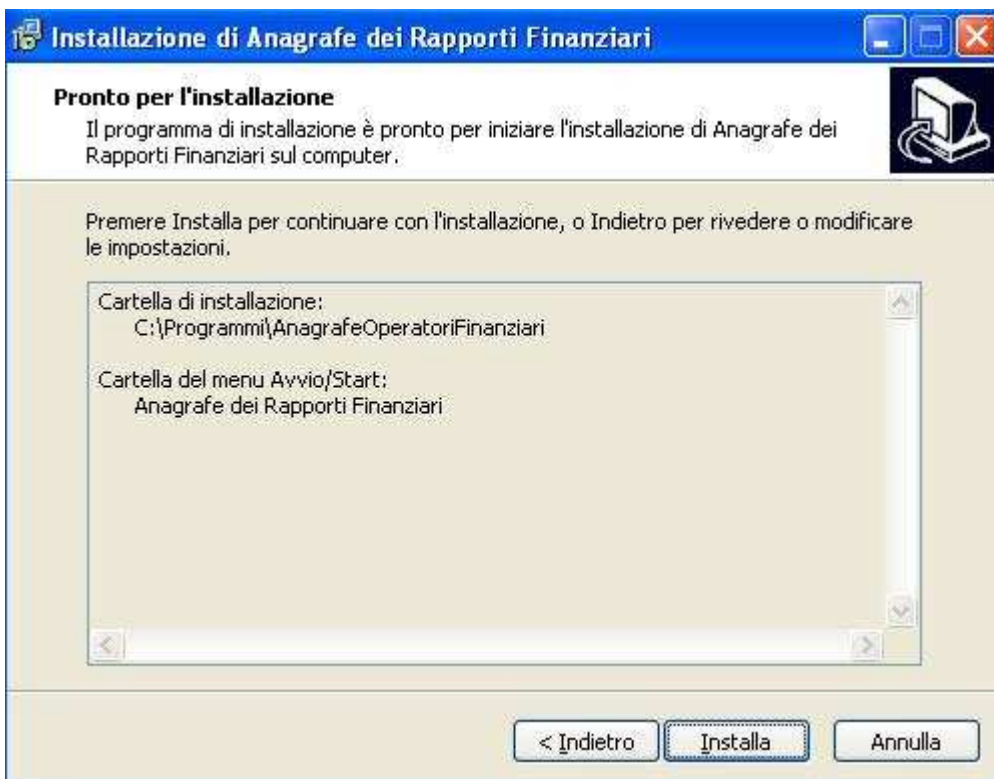 Installazione di Anagrafe dei Rapporti Finanziari
Pronto per l'installazione
Il programma di installazione è pronto per iniziare l'installazione di Anagrafe dei
Rapporti Finanziari sul computer.
Premere Installa per continuare con l'installazione, o Indietro per rivedere o modificare
le impostazioni.
Cartella di installazione:
C:\Programmi\AnagrafeOperatoriFinanziari
Cartella del menu Avvio/Start:
Anagrafe dei Rapporti Finanziari
< Indietro Installa Annulla